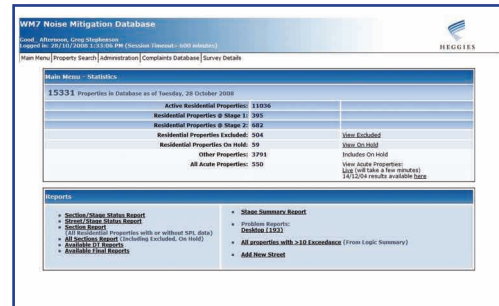 WM7 Noise Mitigation Database
Good Afternoon, Greg Stephenson
Logged in: 28/10/2008 1:33:06 PM (Session Timeout= 600 minutes)
HEGGIES
Main Menu | Property Search | Administration | Complaints Database | Survey Details
Main Menu - Statistics
15331 Properties in Database as of Tuesday, 28 October 2008
Active Residential Properties: 11036
Residential Properties @ Stage 1: 395
Residential Properties @ Stage 2: 682
Residential Properties Excluded: 504 View Excluded
Residential Properties On Hold: 59 View On Hold
Other Properties: 3791 Includes On Hold
All Acute Properties: 550 View Acute Properties:
Live (will take a few minutes)
14/12/04 results available here
Reports
• Section/Stage Status Report
• Street/Stage Status Report
• Section Report
(All Residential Properties with or without SPL data)
• All Sections Report (Including Excluded, On Hold)
• Available DT Reports
• Available Final Reports
• Stage Summary Report
• Problem Reports:
Desktop (193)
• All properties with >10 Exceedance (From Logic Summary)
• Add New Street